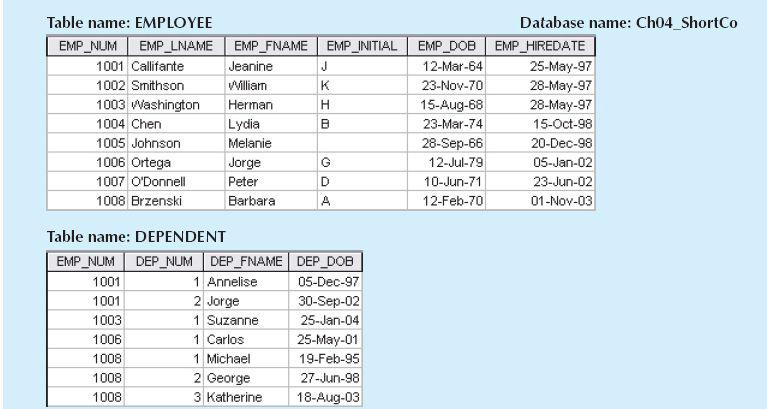 Table name: EMPLOYEE Database name: Ch04_ShortCo
EMP_NUM EMP_LNAME EMP_FNAME EMP_INITIAL EMP_DOB EMP_HIREDATE
1001 Callifante Jeanine J 12-Mar-64 25-May-97
1002 Smithson William K 23-Nov-70 28-May-97
1003 Washington Herman H 15-Aug-68 28-May-97
1004 Chen Lydia B 23-Mar-74 15-Oct-98
1005 Johnson Melanie 28-Sep-66 20-Dec-98
1006 Ortega Jorge G 12-Jul-79 05-Jan-02
1007 O'Donnell Peter D 10-Jun-71 23-Jun-02
1008 Brzenski Barbara A 12-Feb-70 01-Nov-03
Table name: DEPENDENT
EMP_NUM DEP_NUM DEP_FNAME DEP_DOB
1001 1 Annelise 05-Dec-97
1001 2 Jorge 30-Sep-02
1003 1 Suzanne 25-Jan-04
1006 1 Carlos 25-May-01
1008 1 Michael 19-Feb-95
1008 2 George 27-Jun-98
1008 3 Katherine 18-Aug-03